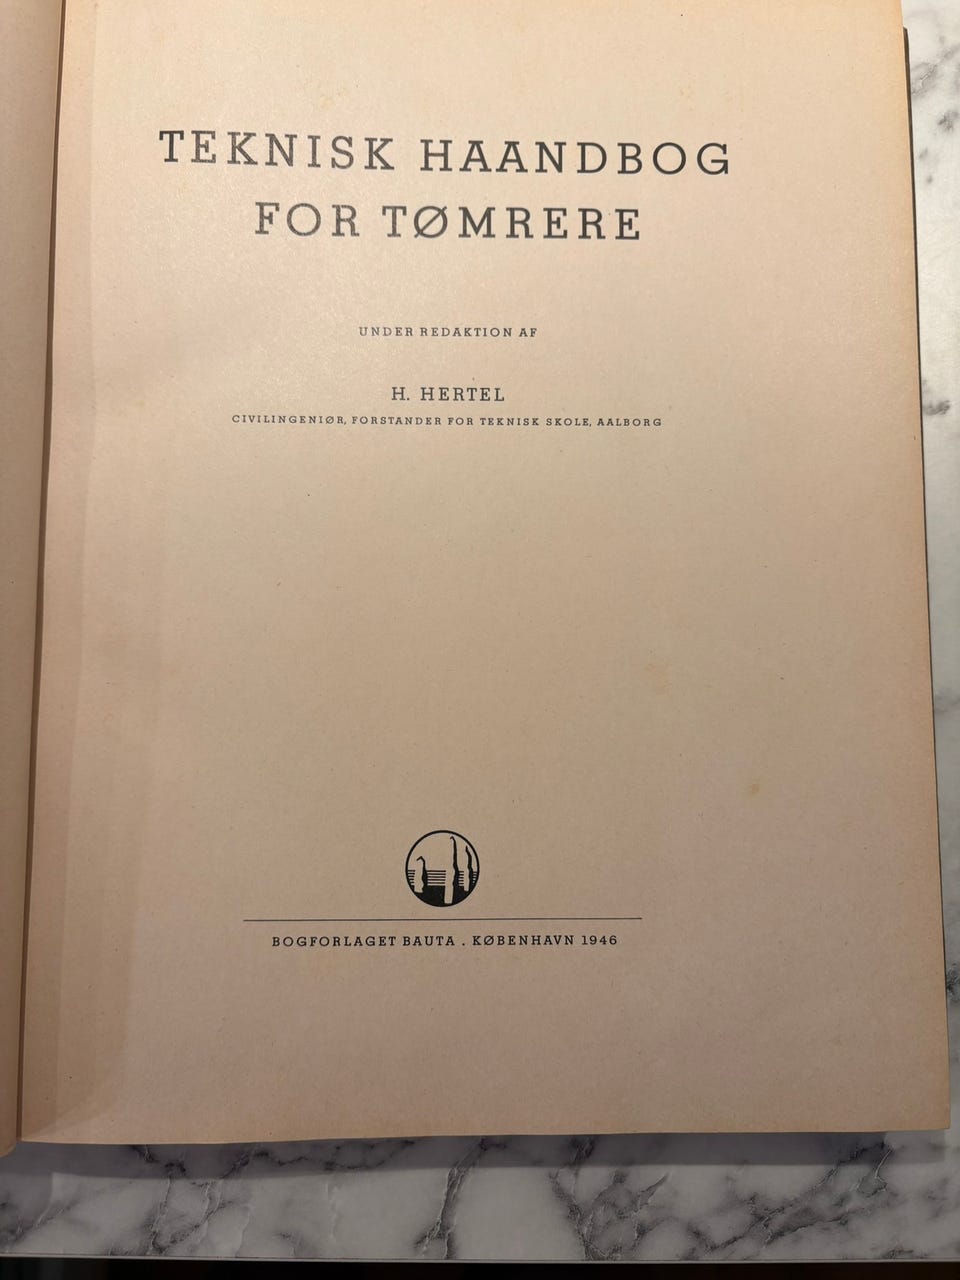 TEKNISK HAANDBOG
FOR TØMRERE
UNDER REDAKTION AF
H. HERTEL
CIVILINGENIØR, FORSTANDER FOR TEKNISK SKOLE, AALBORG
BOGFORLAGET BAUTA . KØBENHAVN 1946